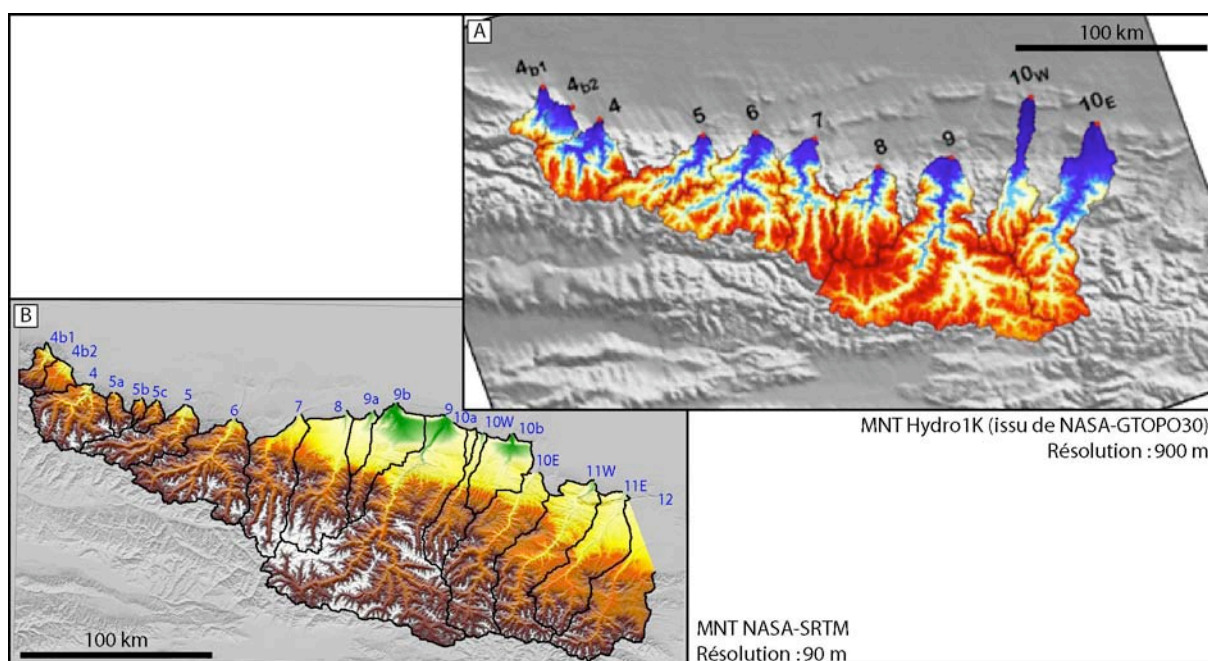 A
100 km
4b1
4b2
4
5
6
7
8
9
10W
10E
B
4b1
4b2
4
5a
5b
5c
5
6
7
8
9a
9b
9
10a
10W
10b
10E
11W
11E
12
100 km
MNT Hydro1K (issu de NASA-GTOPO30)
Résolution : 900 m
MNT NASA-SRTM
Résolution : 90 m